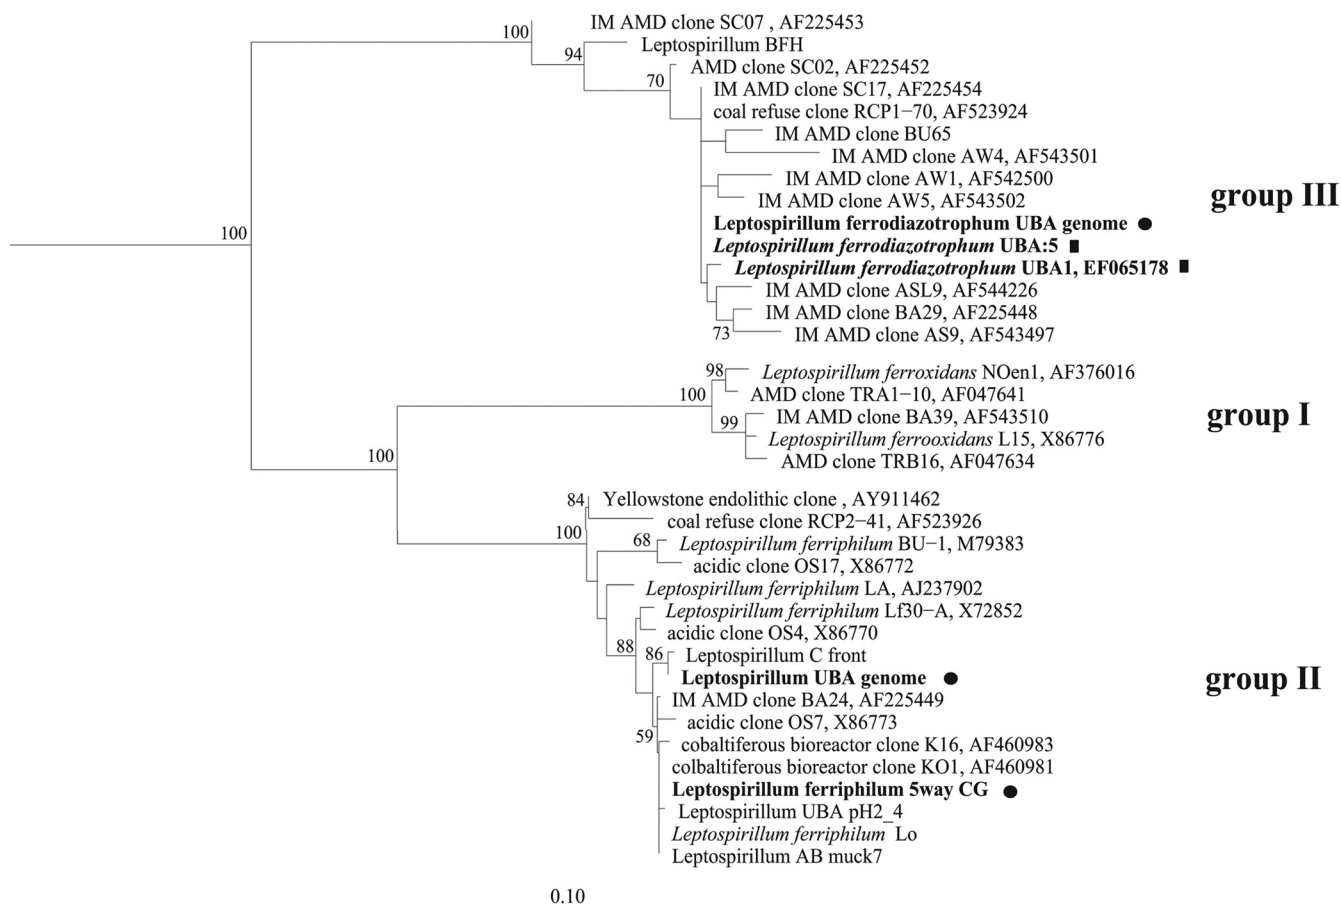 IM AMD clone SC07 , AF225453
100
Leptospirillum BFH
94
AMD clone SC02, AF225452
70
IM AMD clone SC17, AF225454
coal refuse clone RCP1−70, AF523924
IM AMD clone BU65
IM AMD clone AW4, AF543501
IM AMD clone AW1, AF542500
group III
IM AMD clone AW5, AF543502
Leptospirillum ferrodiazotrophum UBA genome
100
Leptospirillum ferrodiazotrophum UBA:5
Leptospirillum ferrodiazotrophum UBA1, EF065178
IM AMD clone ASL9, AF544226
IM AMD clone BA29, AF225448
73
IM AMD clone AS9, AF543497
98
Leptospirillum ferroxidans NOen1, AF376016
100
AMD clone TRA1−10, AF047641
group I
IM AMD clone BA39, AF543510
99
Leptospirillum ferrooxidans L15, X86776
100
AMD clone TRB16, AF047634
84
Yellowstone endolithic clone , AY911462
coal refuse clone RCP2−41, AF523926
100
68
Leptospirillum ferriphilum BU−1, M79383
acidic clone OS17, X86772
Leptospirillum ferriphilum LA, AJ237902
Leptospirillum ferriphilum Lf30−A, X72852
acidic clone OS4, X86770
88
86
Leptospirillum C front
Leptospirillum UBA genome
group II
IM AMD clone BA24, AF225449
acidic clone OS7, X86773
59
cobaltiferous bioreactor clone K16, AF460983
colbaltiferous bioreactor clone KO1, AF460981
Leptospirillum ferriphilum 5way CG
Leptospirillum UBA pH2_4
Leptospirillum ferriphilum Lo
Leptospirillum AB muck7
0.10